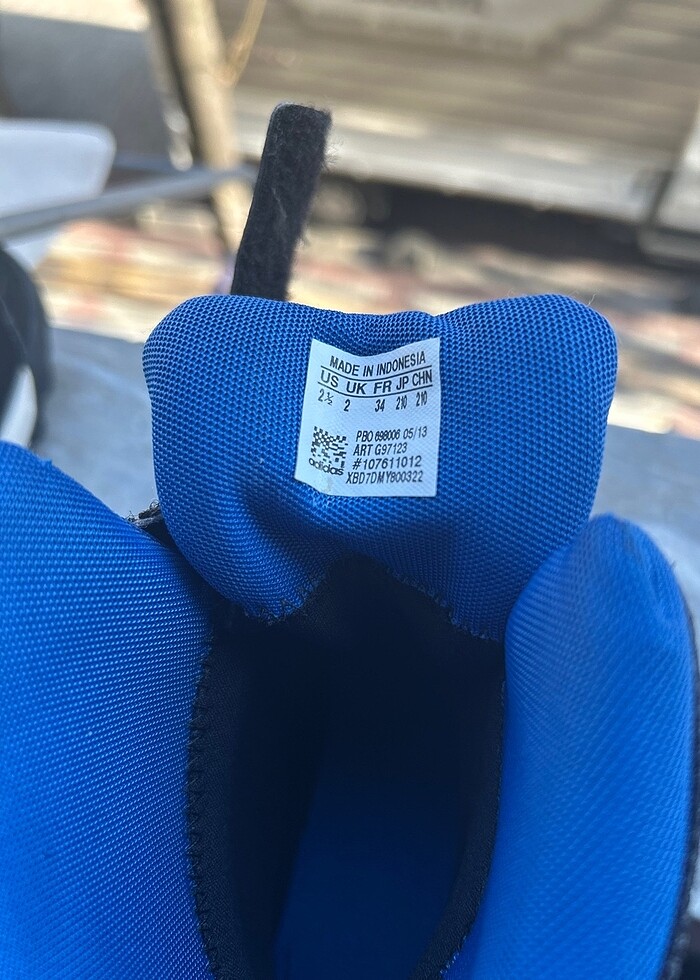 MADE IN INDONESIA
US UK FR JP CHN
2½ 2 34 210 210
PBO 698006 05/13
ART G97123
#107611012
adidas
XBD7DMY800322